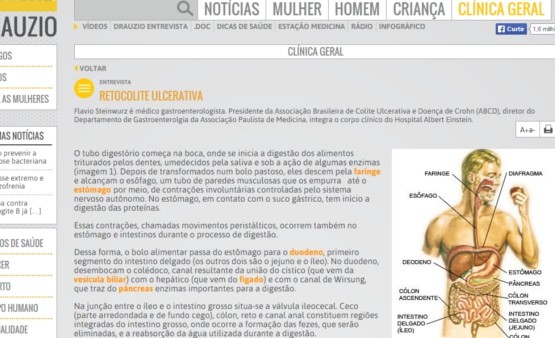 AUZIO
NOTÍCIAS MULHER HOMEM CRIANÇA CLÍNICA GERAL
VÍDEOS DRAUZIO ENTREVISTA .DOC DICAS DE SAÚDE ESTAÇÃO MEDICINA RÁDIO INFOGRÁFICO
Curtir
CLÍNICA GERAL
VOLTAR
ENTREVISTA
RETOCOLITE ULCERATIVA
Flavio Steinwurz é médico gastroenterologista. Presidente da Associação Brasileira de Colite Ulcerativa e Doença de Crohn (ABCD), diretor do
Departamento de Gastroenterolgia da Associação Paulista de Medicina, integra o corpo clínico do Hospital Albert Einstein.
A+a-
O tubo digestório começa na boca, onde se inicia a digestão dos alimentos
triturados pelos dentes, umedecidos pela saliva e sob a ação de algumas enzimas
(imagem 1). Depois de transformados num bolo pastoso, eles descem pela faringe
e alcançam o esôfago, um tubo de paredes musculosas que os empurra até o
estômago por meio, de contrações involuntárias controladas pelo sistema
nervoso autônomo. No estômago, em contato com o suco gástrico, tem início a
digestão das proteínas.
Essas contrações, chamadas movimentos peristálticos, ocorrem também no
estômago e intestinos durante o processo de digestão.
Dessa forma, o bolo alimentar passa do estômago para o duodeno, primeiro
segmento do intestino delgado (os outros dois são o jejuno e o íleo). No duodeno,
desembocam o colédoco, canal resultante da união do cístico (que vem da
vesícula biliar) com o hepático (que vem do fígado) e com o canal de Wirsung,
que traz do pâncreas enzimas importantes para a digestão.
Na junção entre o íleo e o intestino grosso situa-se a válvula ileocecal. Ceco
(parte arredondada e de fundo cego), cólon, reto e canal anal constituem regiões
integradas do intestino grosso, onde ocorre a formação das fezes, que serão
eliminadas, e a reabsorção da água utilizada durante a digestão.
FARINGE
DIAFRAGMA
ESÔFAGO
DEODENO
ESTÔMAGO
PÂNCREAS
CÓLON
ASCENDENTE
CÓLON
TRANSVERSO
INTESTINO
DELGADO
(ÍLEO)
INTESTINO
DELGADO
(JEJUNO)
CÓLON
GOS
OS
AS MULHERES
MAS NOTÍCIAS
prevenir a
ose bacteriana
sse extremo e
zofrenia
na contra
ngite B já [...]
OS DE SAÚDE
CER
RTO
PO HUMANO
ALIDADE